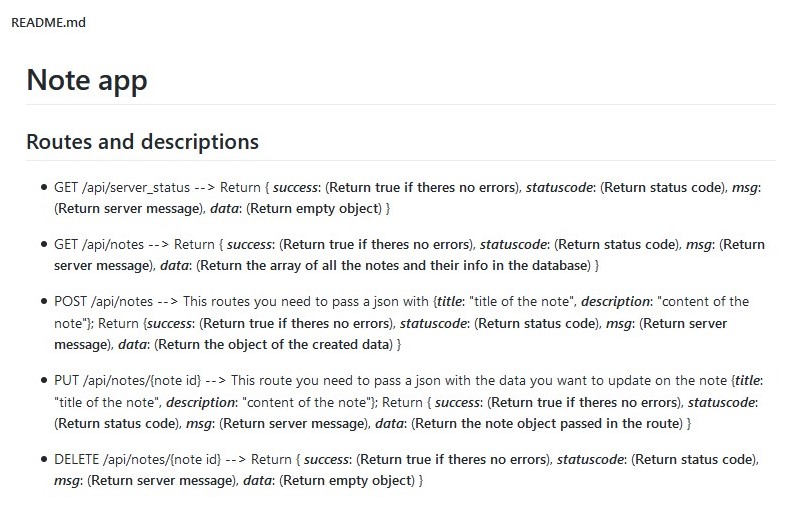 README.md
Note app
Routes and descriptions
GET /api/server_status --> Return { success: (Return true if theres no errors), statuscode: (Return status code), msg:
(Return server message), data: (Return empty object) }
GET /api/notes --> Return { success: (Return true if theres no errors), statuscode: (Return status code), msg: (Return
server message), data: (Return the array of all the notes and their info in the database) }
POST /api/notes --> This routes you need to pass a json with {title: "title of the note", description: "content of the
note"}; Return {success: (Return true if theres no errors), statuscode: (Return status code), msg: (Return server
message), data: (Return the object of the created data) }
PUT /api/notes/{note id} --> This route you need to pass a json with the data you want to update on the note {title:
"title of the note", description: "content of the note"}; Return { success: (Return true if theres no errors), statuscode:
(Return status code), msg: (Return server message), data: (Return the note object passed in the route) }
DELETE /api/notes/{note id} --> Return { success: (Return true if theres no errors), statuscode: (Return status code),
msg: (Return server message), data: (Return empty object) }